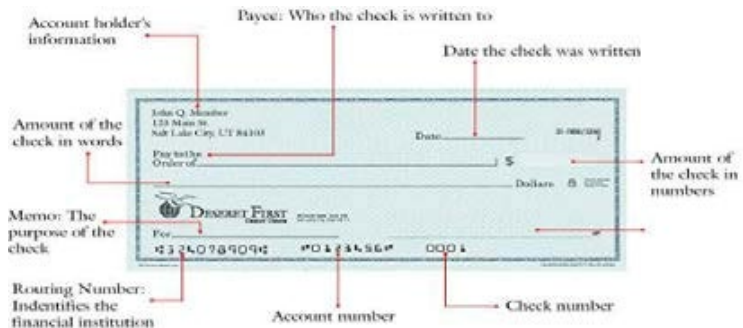 Payee: Who the check is written to
Account holder's
information
Date the check was written
John Q. Member
123 Main St.
Salt Lake City, UT 84103
Date
Amount of the
check in words
Pay to the
Order of
$
Amount of
the check in
numbers
Dollars
DESERET FIRST
Memo: The
purpose of the
check
For
324078909
0123456
0001
Routing Number:
Indentifies the
financial institution
Account number
Check number